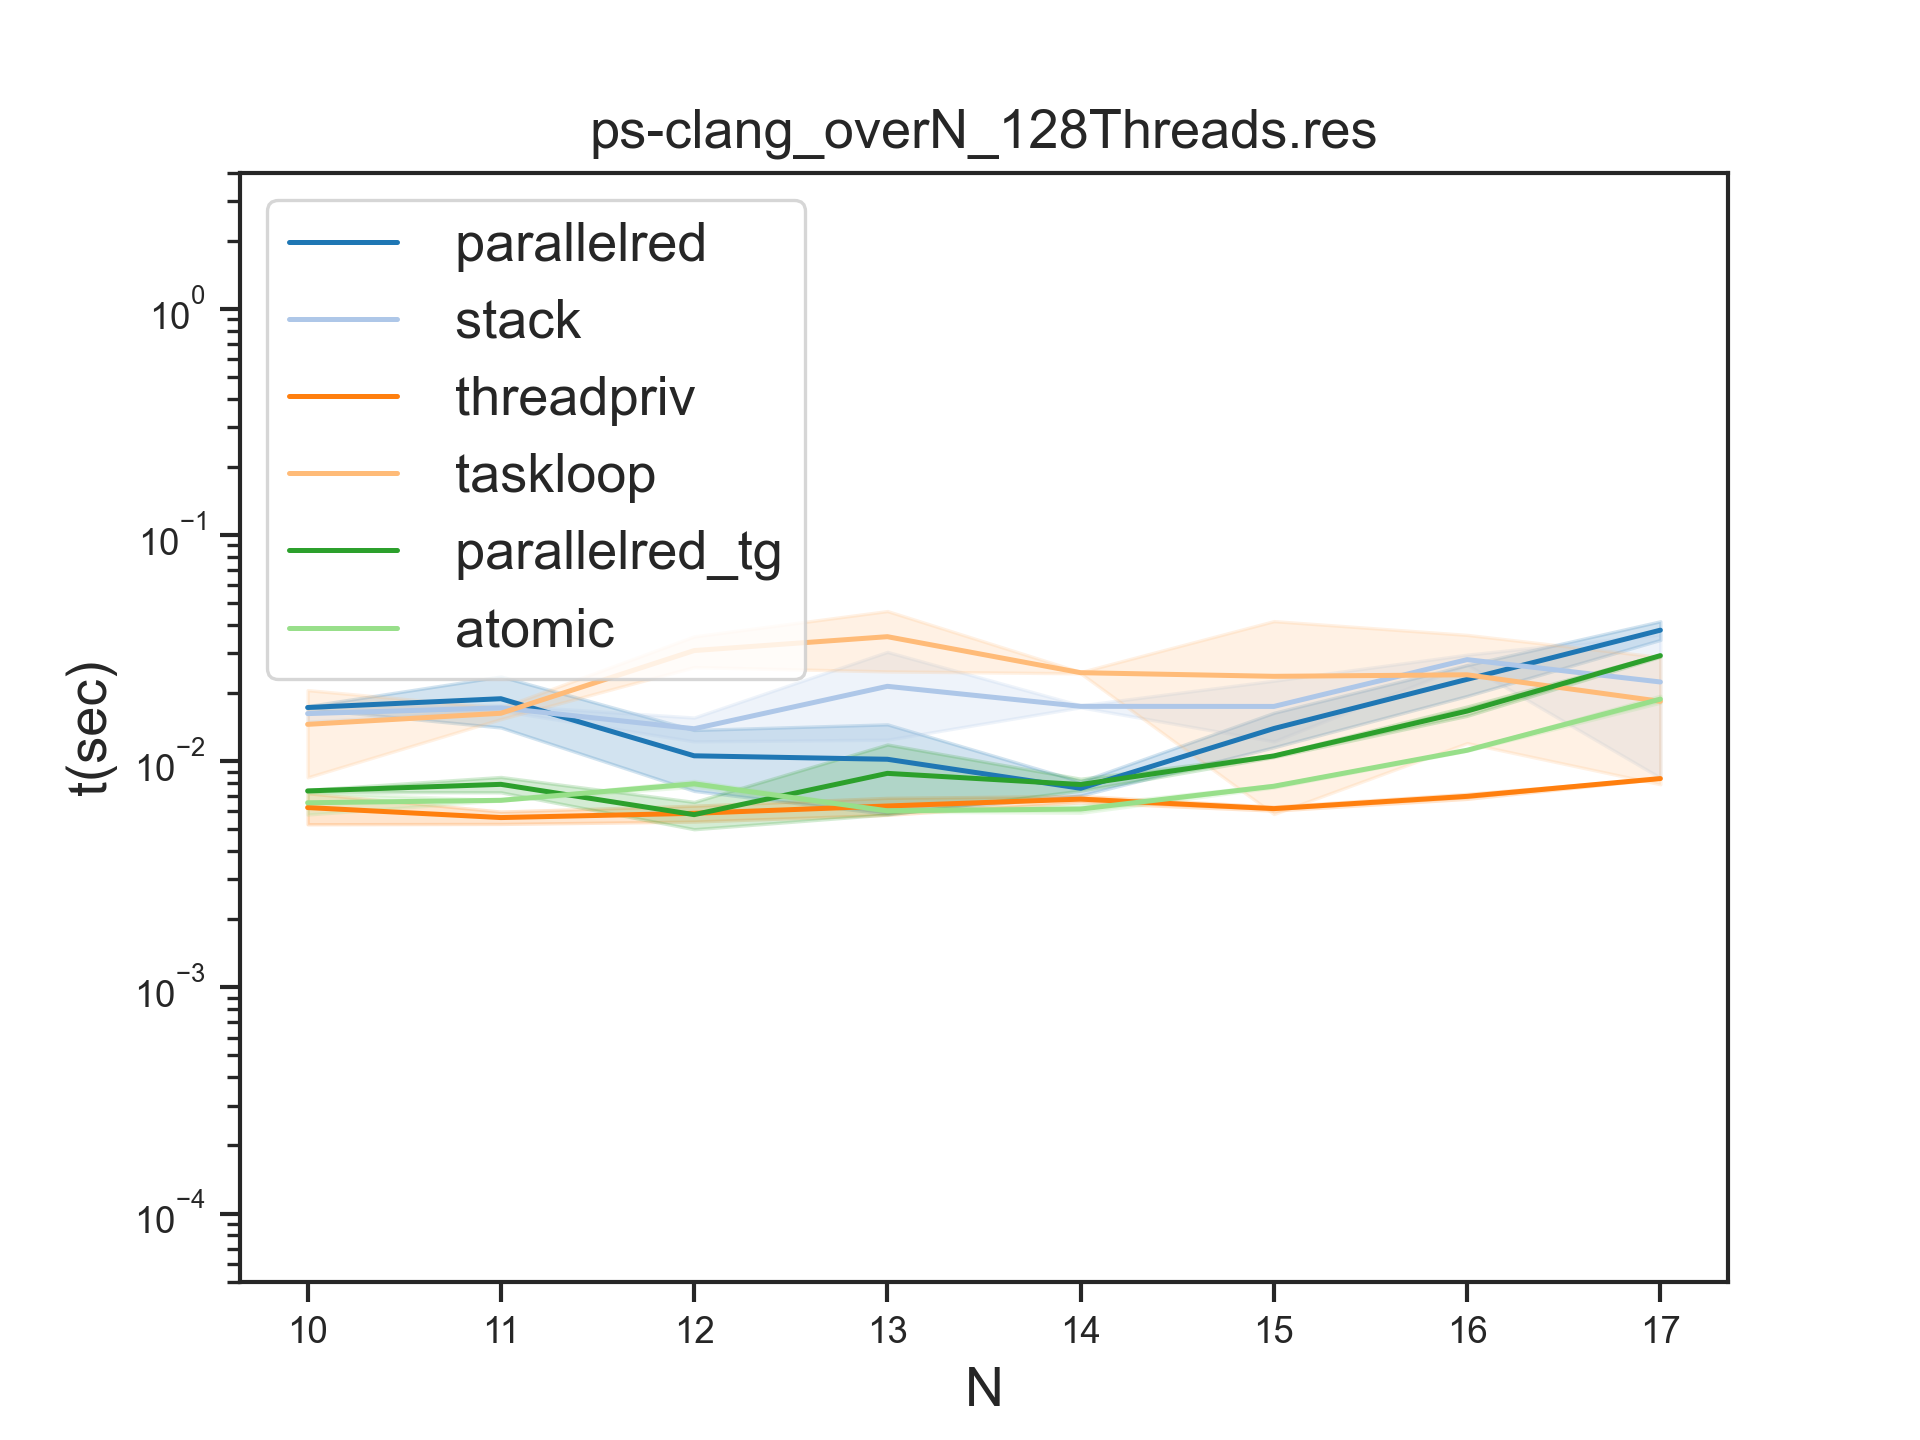 ps-clang_overN_128Threads.res
parallelred
stack
threadpriv
taskloop
parallelred_tg
atomic
t(sec)
10^0
10^−1
10^−2
10^−3
10^−4
10 11 12 13 14 15 16 17
N